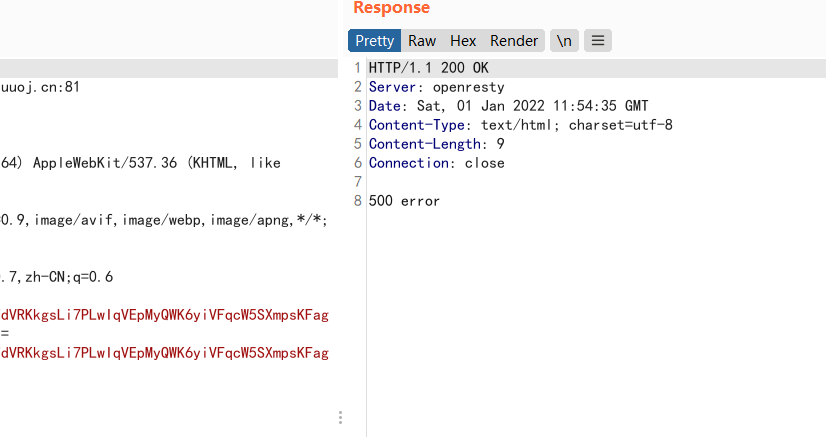 Response
Pretty Raw Hex Render \n
1 HTTP/1.1 200 OK
uuoj.cn:81
2 Server: openresty
3 Date: Sat, 01 Jan 2022 11:54:35 GMT
4 Content-Type: text/html; charset=utf-8
5 Content-Length: 9
64) AppleWebKit/537.36 (KHTML, like
6 Connection: close
7
8 500 error
0.9,image/avif,image/webp,image/apng,*/*;
.7,zh-CN;q=0.6
dVRKkgsLi7PLwIqVEpMyQWK6yiVFqcW5SXmpsKFag
=
dVRKkgsLi7PLwIqVEpMyQWK6yiVFqcW5SXmpsKFag